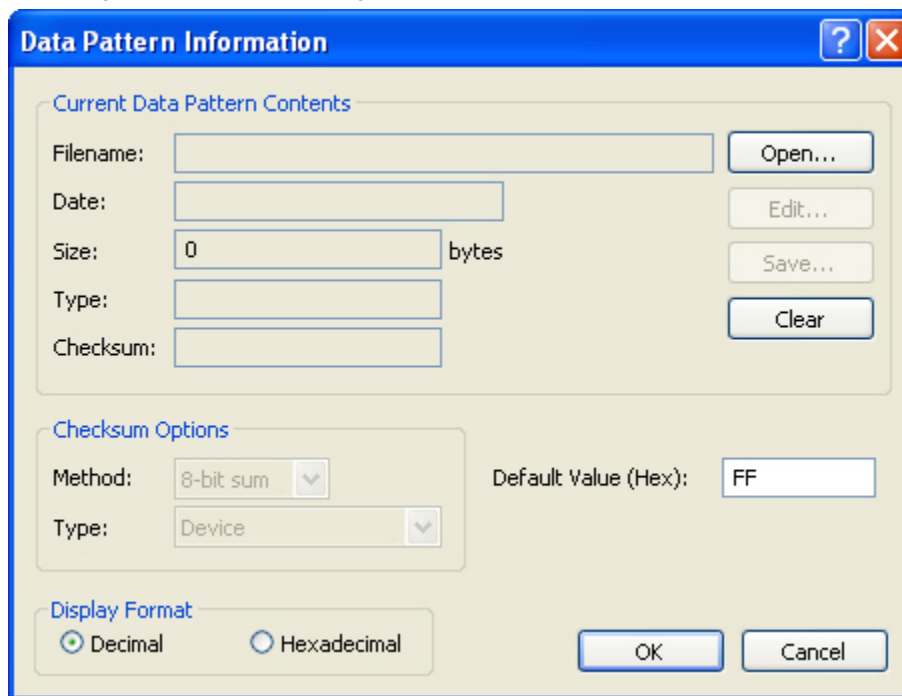 Data Pattern Information
Current Data Pattern Contents
Filename:
Open...
Date:
Edit...
Size: 0 bytes
Save...
Type:
Clear
Checksum:
Checksum Options
Method: 8-bit sum
Default Value (Hex): FF
Type: Device
Display Format
Decimal Hexadecimal
OK Cancel